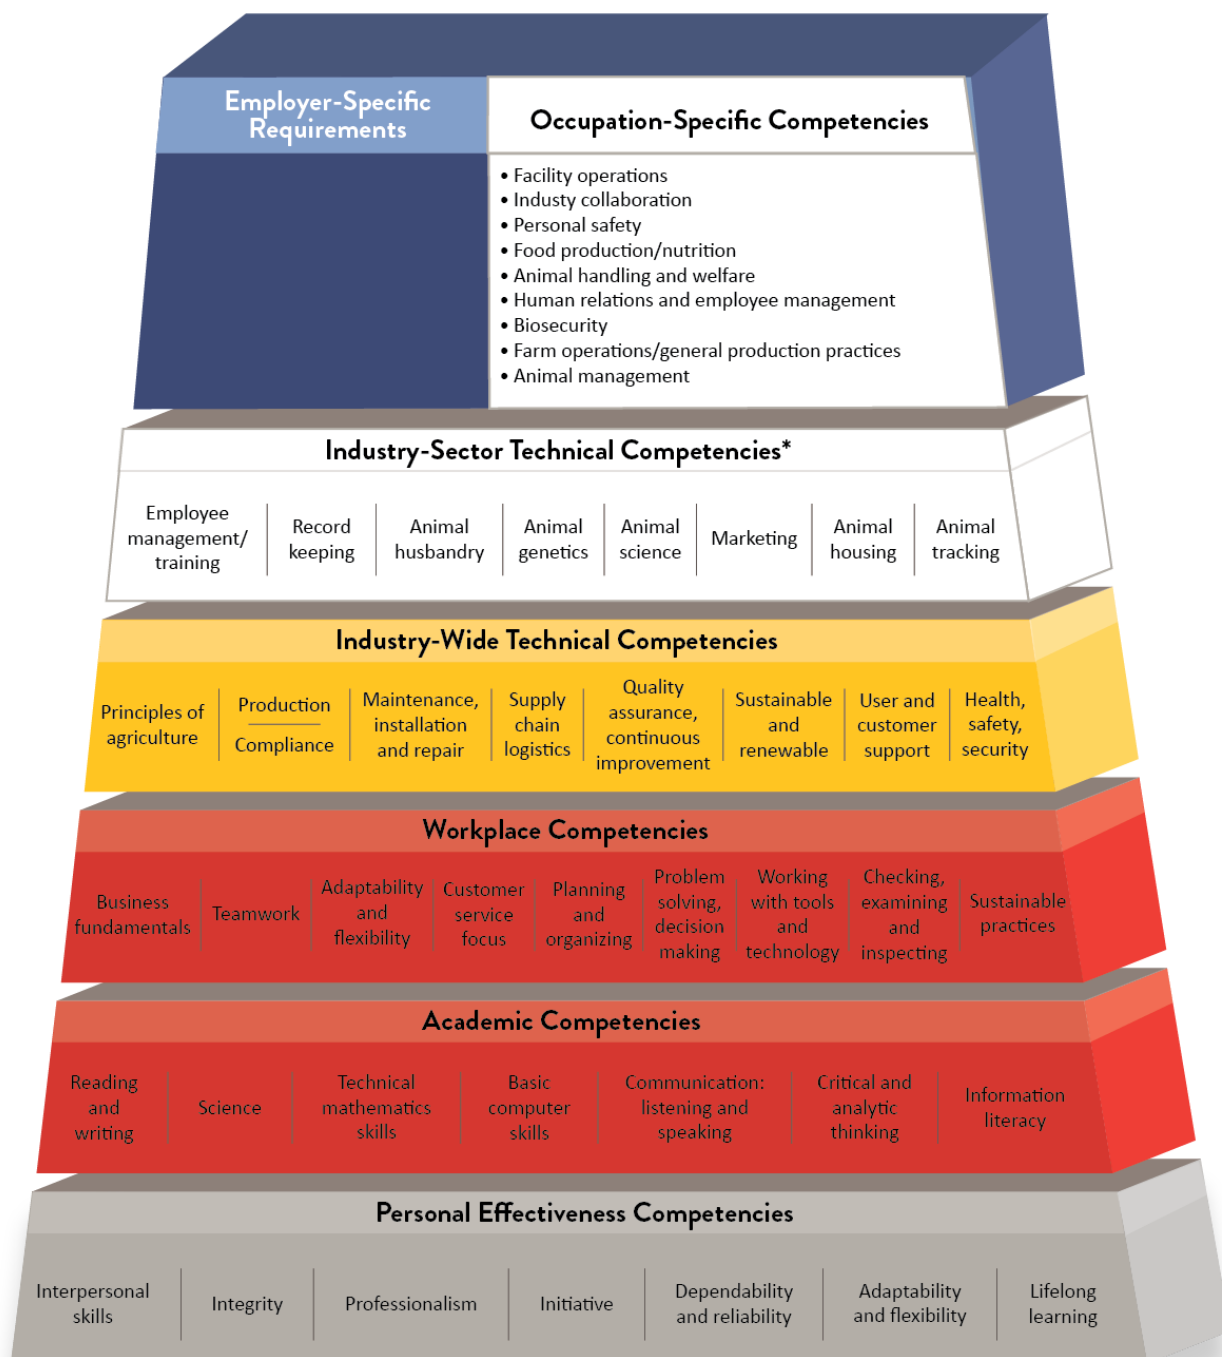 Employer-Specific
Requirements
Occupation-Specific Competencies
• Facility operations
• Industy collaboration
• Personal safety
• Food production/nutrition
• Animal handling and welfare
• Human relations and employee management
• Biosecurity
• Farm operations/general production practices
• Animal management
Industry-Sector Technical Competencies*
Employee
management/
training
Record
keeping
Animal
husbandry
Animal
genetics
Animal
science
Marketing
Animal
housing
Animal
tracking
Industry-Wide Technical Competencies
Principles of
agriculture
Production
Compliance
Maintenance,
installation
and repair
Supply
chain
logistics
Quality
assurance,
continuous
improvement
Sustainable
and
renewable
User and
customer
support
Health,
safety,
security
Workplace Competencies
Business
fundamentals
Teamwork
Adaptability
and
flexibility
Customer
service
focus
Planning
and
organizing
Problem
solving,
decision
making
Working
with tools
and
technology
Checking,
examining
and
inspecting
Sustainable
practices
Academic Competencies
Reading
and
writing
Science
Technical
mathematics
skills
Basic
computer
skills
Communication:
listening and
speaking
Critical and
analytic
thinking
Information
literacy
Personal Effectiveness Competencies
Interpersonal
skills
Integrity
Professionalism
Initiative
Dependability
and reliability
Adaptability
and flexibility
Lifelong
learning